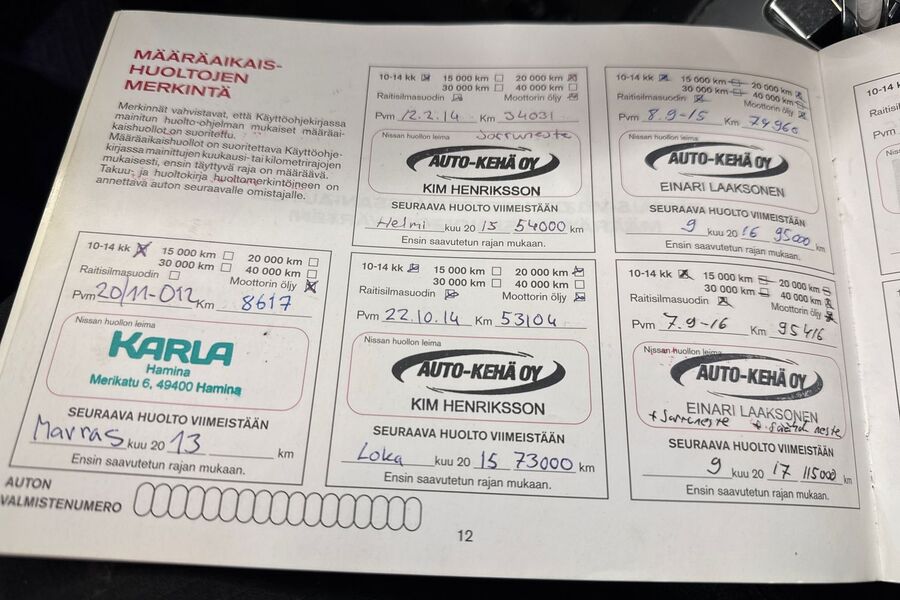 MÄÄRÄAIKAIS-
HUOLTOJEN
MERKINTÄ
Merkinnät vahvistavat, että Käyttöohjekirjassa
mainitun huolto-ohjelman mukaiset määräai-
kaishuollot on suoritettu.
Määräaikaishuollot on suoritettava Käyttöohje-
kirjassa mainittujen kuukausi- tai kilometrirajojen
mukaisesti, ensin täyttyvä raja on määräävä.
Takuu- ja huoltokirja huoltomerkintöineen on
annettava auton seuraavalle omistajalle.
10-14 kk 15 000 km 20 000 km
30 000 km 40 000 km
Raitisilmasuodin Moottorin öljy
Pvm 20/11-012 Km 8617
Nissan huollon leima
KARLA
Hamina
Merikatu 6, 49400 Hamina
SEURAAVA HUOLTO VIIMEISTÄÄN
Marras kuu 20 13 km
Ensin saavutetun rajan mukaan.
10-14 kk 15 000 km 20 000 km
30 000 km 40 000 km
Raitisilmasuodin Moottorin öljy
Pvm 12.2.14 Km 34031
Nissan huollon leima Jarruneste
AUTO-KEHÄ OY
KIM HENRIKSSON
SEURAAVA HUOLTO VIIMEISTÄÄN
Helmi kuu 20 15 54000 km
Ensin saavutetun rajan mukaan.
10-14 kk 15 000 km 20 000 km
30 000 km 40 000 km
Raitisilmasuodin Moottorin öljy
Pvm 22.10.14 Km 53104
Nissan huollon leima
AUTO-KEHÄ OY
KIM HENRIKSSON
SEURAAVA HUOLTO VIIMEISTÄÄN
Loka kuu 20 15 73000 km
Ensin saavutetun rajan mukaan.
10-14 kk 15 000 km 20 000 km
30 000 km 40 000 km
Raitisilmasuodin Moottorin öljy
Pvm 8.9-15 Km 74960
Nissan huollon leima
AUTO-KEHÄ OY
EINARI LAAKSONEN
SEURAAVA HUOLTO VIIMEISTÄÄN
9 kuu 20 16 95000 km
Ensin saavutetun rajan mukaan.
10-14 kk 15 000 km 20 000 km
30 000 km 40 000 km
Raitisilmasuodin Moottorin öljy
Pvm 7.9-16 Km 95416
Nissan huollon leima
AUTO-KEHÄ OY
EINARI LAAKSONEN
+ Jarruneste + neste
SEURAAVA HUOLTO VIIMEISTÄÄN
9 kuu 20 17 115000 km
Ensin saavutetun rajan mukaan.
AUTON
VALMISTENUMERO
12